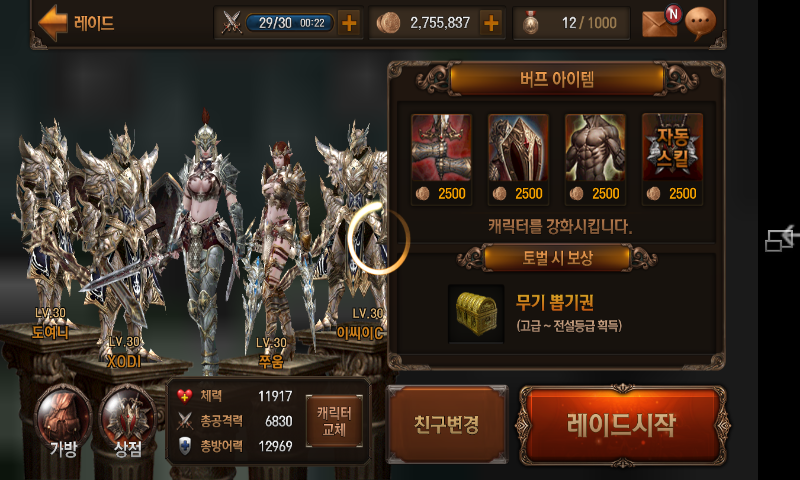 레이드
29/30 00:22
2,755,837
12 / 1000
N
버프 아이템
자동
스킬
2500
2500
2500
2500
캐릭터를 강화시킵니다.
토벌 시 보상
무기 뽑기권
(고급 ~ 전설등급 획득)
LV.30
도여니
LV.30
XODI
LV.30
쭈움
LV.30
이씨이C
가방
상점
체력 11917
총공격력 6830
총방어력 12969
캐릭터
교체
친구변경
레이드시작